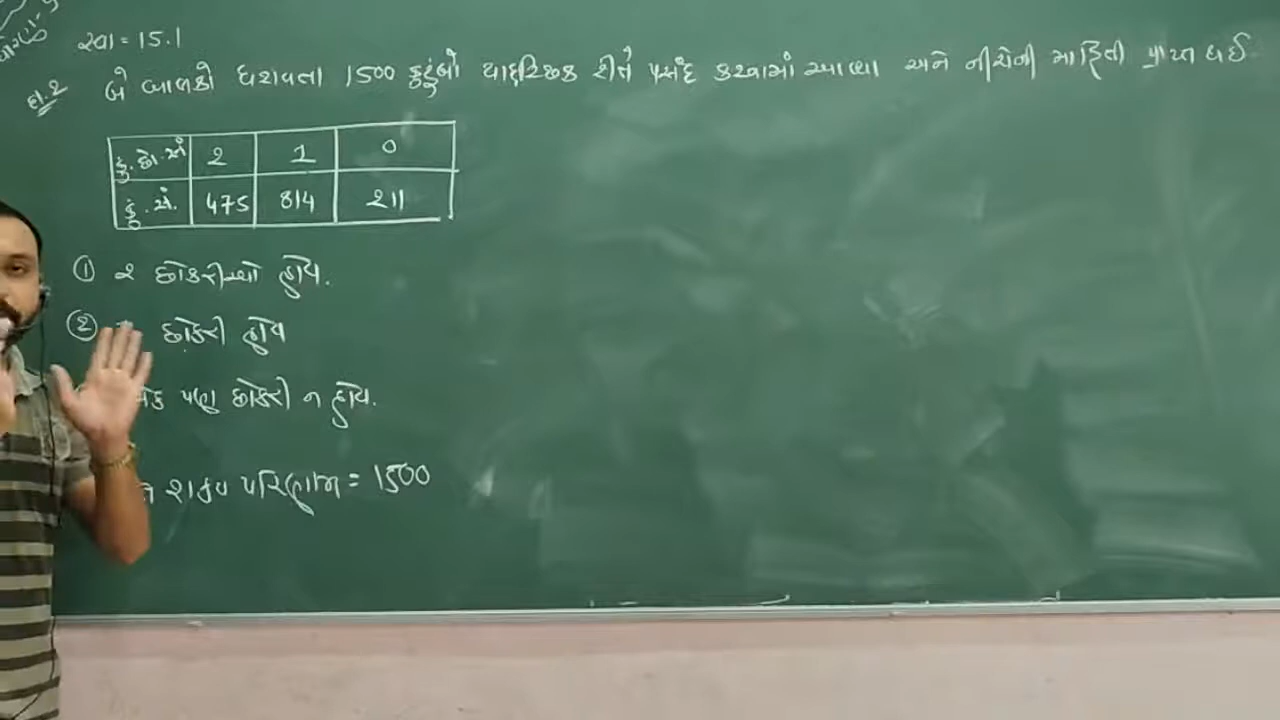 સ્વા = 15.1
દા.2 બે બાળકો ધરાવતા 1500 કુટુંબો યાદચ્છિક રીતે પસંદ કરવામાં આવ્યા અને નીચેની માહિતી પ્રાપ્ત થઈ
કું.છો.સં 2 1 0
કું.સં. 475 814 211
① ૨ છોકરીઓ હોય.
② છોકરી હોય
પણ છોકરી ન હોય.
શક્ય પરિણામ = 1500